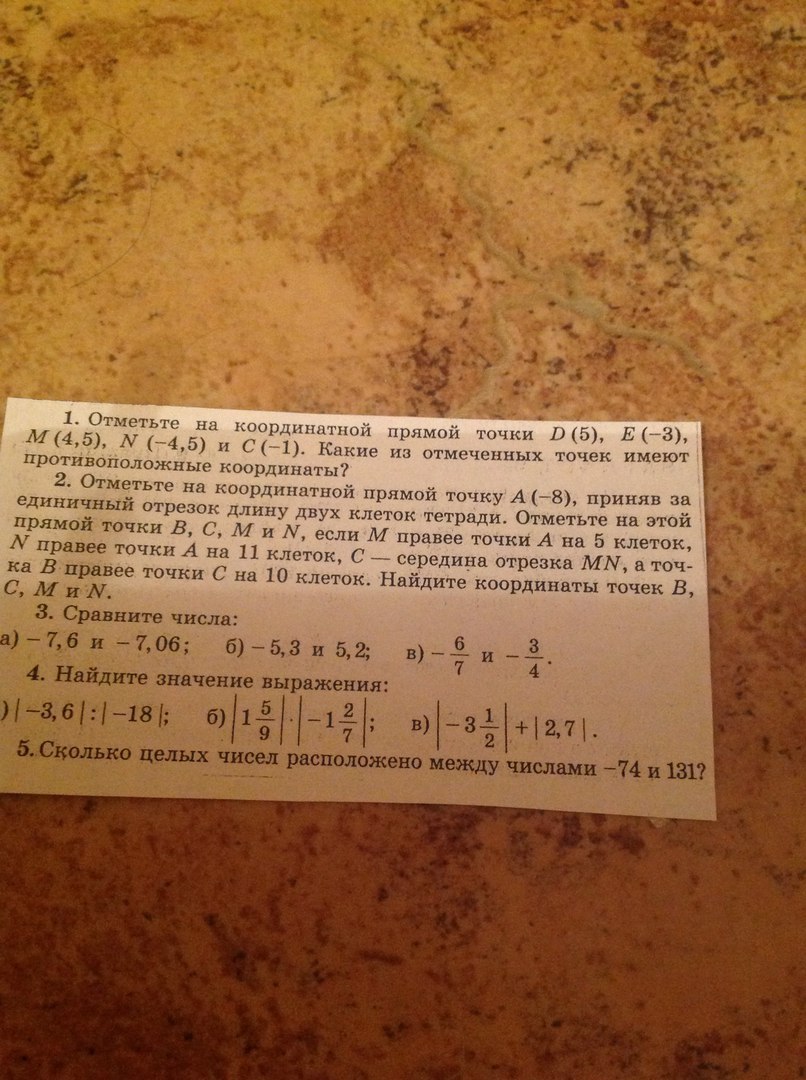 1. Отметьте на координатной прямой точки D (5), E (−3),
M (4,5), N (−4,5) и C (−1). Какие из отмеченных точек имеют
противоположные координаты?
2. Отметьте на координатной прямой точку A (−8), приняв за
единичный отрезок длину двух клеток тетради. Отметьте на этой
прямой точки B, C, M и N, если M правее точки A на 5 клеток,
N правее точки A на 11 клеток, C — середина отрезка MN, а точ-
ка B правее точки C на 10 клеток. Найдите координаты точек B,
C, M и N.
3. Сравните числа:
а) −7,6 и −7,06; б) −5,3 и 5,2; в) −6/7 и −3/4.
4. Найдите значение выражения:
) |−3,6| : |−18|; б) |1 5/9| · |−1 2/7|; в) |−3 1/2| + |2,7|.
5. Сколько целых чисел расположено между числами −74 и 131?